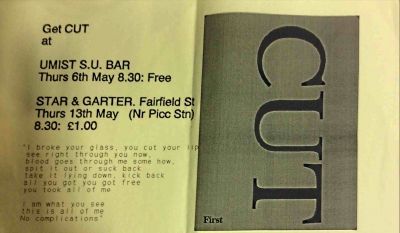 Get CUT
at
UMIST S.U. BAR
Thurs 6th May 8.30: Free
STAR & GARTER. Fairfield St
Thurs 13th May (Nr Picc Stn)
8.30: £1.00
"I broke your glass, you cut your lip
see right through you now,
blood goes through me some how,
spit it out or suck back
take it lying down, kick back
all you got you got free
you took all of me
I am what you see
this is all of me
No complications"
CUT
First